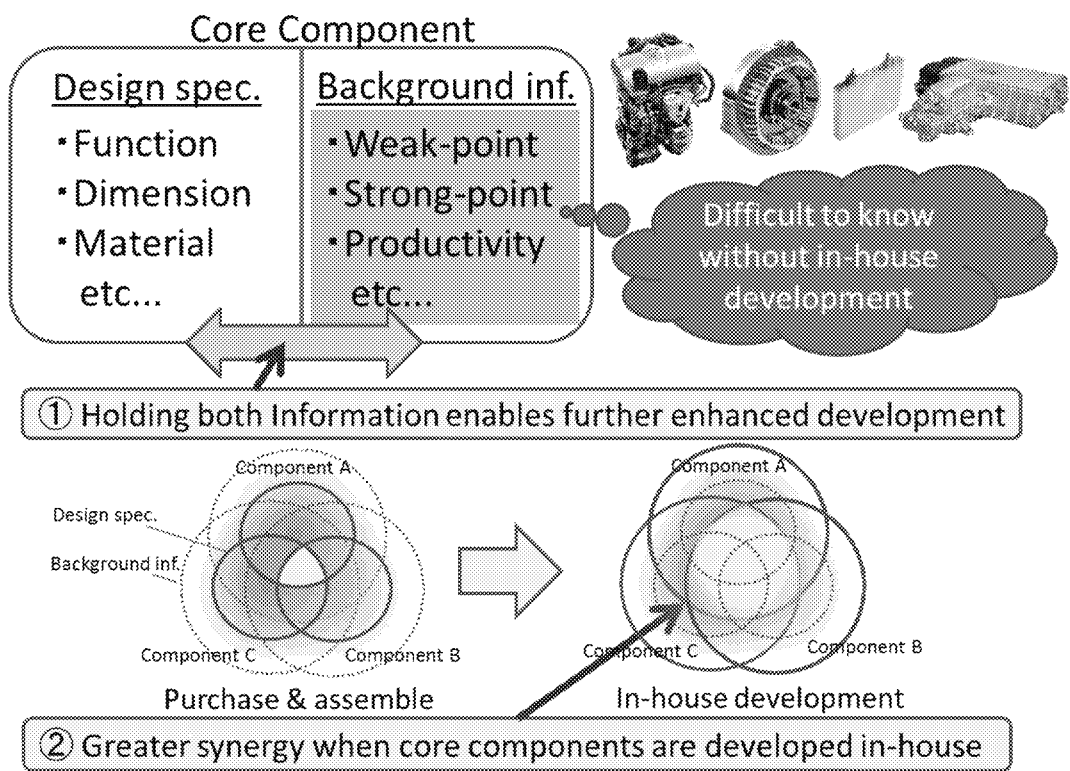 Core Component
Design spec.
・Function
・Dimension
・Material
etc...
Background inf.
・Weak-point
・Strong-point
・Productivity
etc...
Difficult to know
without in-house
development
① Holding both Information enables further enhanced development
Component A
Design spec.
Background inf.
Component C
Component B
Purchase & assemble
Component A
Component C
Component B
In-house development
② Greater synergy when core components are developed in-house